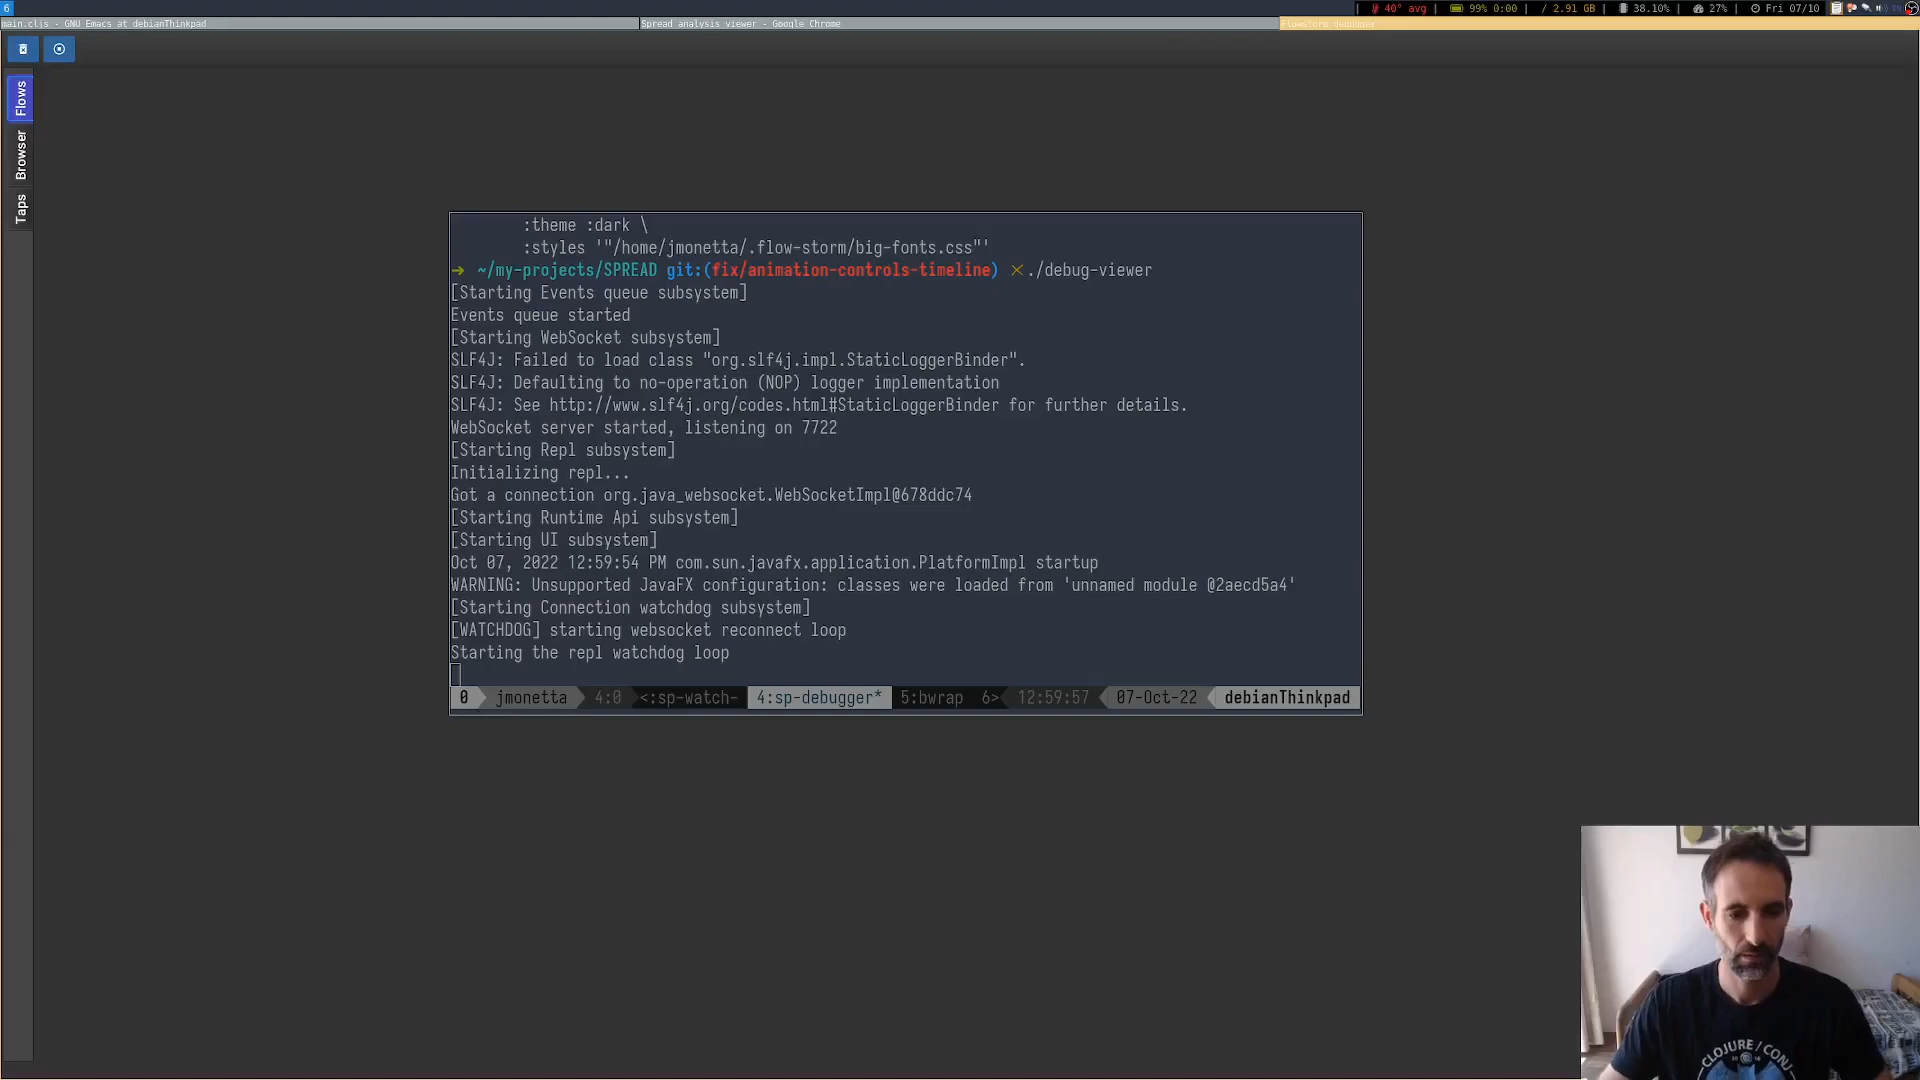 6
40° avg | 99% 0:00 | / 2.91 GB | 38.10% | 27% | Fri 07/10
main.cljs - GNU Emacs at debianThinkpad
Spread analysis viewer - Google Chrome
Flowstorm debugger
Flows
Browser
Taps
:theme :dark \
:styles '"/home/jmonetta/.flow-storm/big-fonts.css"'
→ ~/my-projects/SPREAD git:(fix/animation-controls-timeline) ✗ ./debug-viewer
[Starting Events queue subsystem]
Events queue started
[Starting WebSocket subsystem]
SLF4J: Failed to load class "org.slf4j.impl.StaticLoggerBinder".
SLF4J: Defaulting to no-operation (NOP) logger implementation
SLF4J: See http://www.slf4j.org/codes.html#StaticLoggerBinder for further details.
WebSocket server started, listening on 7722
[Starting Repl subsystem]
Initializing repl...
Got a connection org.java_websocket.WebSocketImpl@678ddc74
[Starting Runtime Api subsystem]
[Starting UI subsystem]
Oct 07, 2022 12:59:54 PM com.sun.javafx.application.PlatformImpl startup
WARNING: Unsupported JavaFX configuration: classes were loaded from 'unnamed module @2aecd5a4'
[Starting Connection watchdog subsystem]
[WATCHDOG] starting websocket reconnect loop
Starting the repl watchdog loop
0 jmonetta 4:0 <:sp-watch- 4:sp-debugger* 5:bwrap 6> 12:59:57 07-Oct-22 debianThinkpad
CLOJURE / CONJ